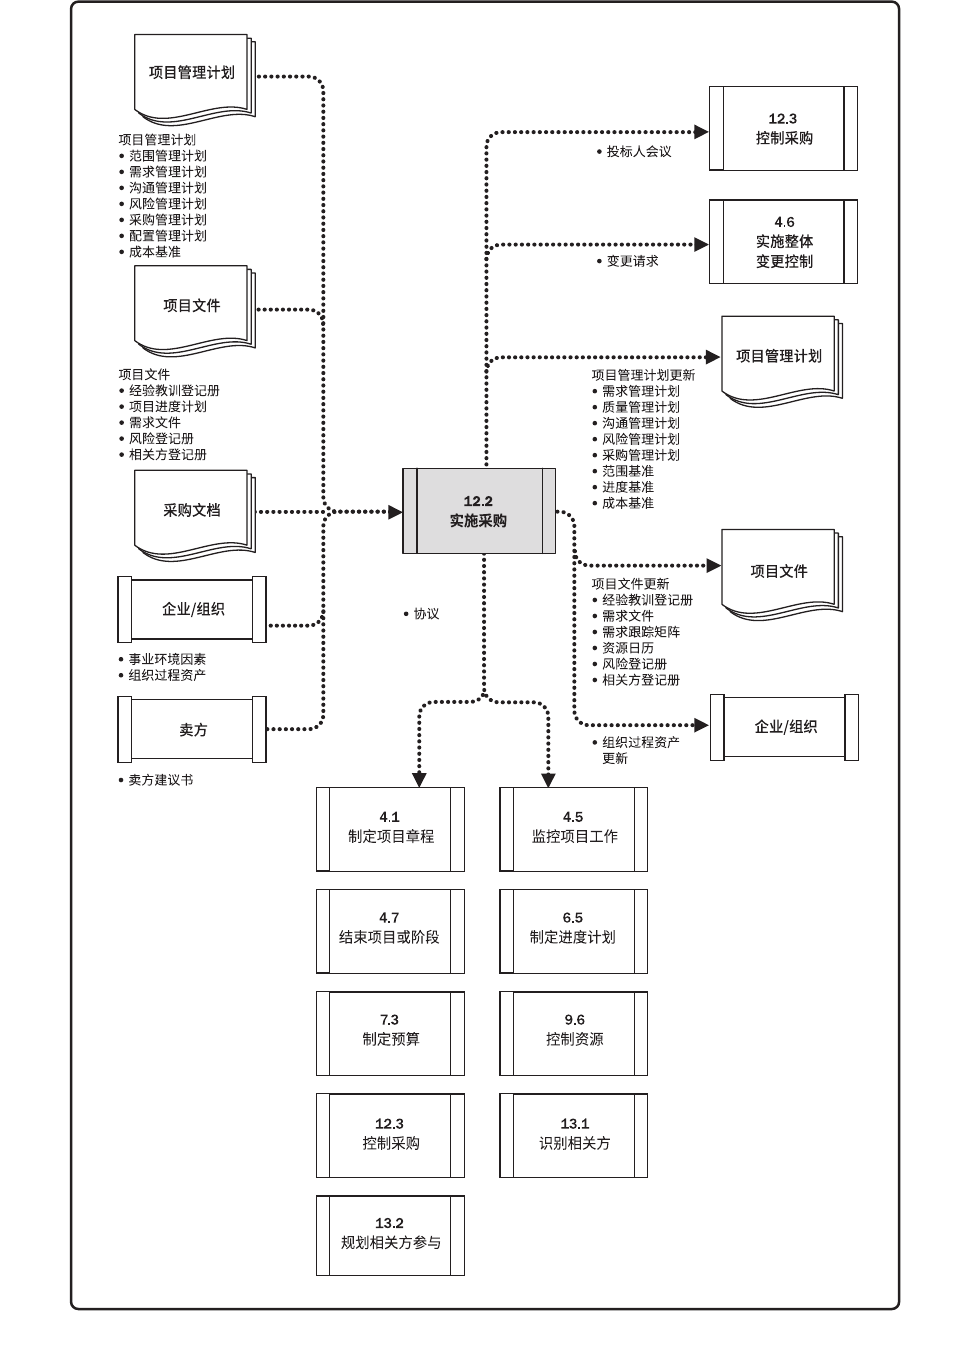 项目管理计划
项目管理计划
• 范围管理计划
• 需求管理计划
• 沟通管理计划
• 风险管理计划
• 采购管理计划
• 配置管理计划
• 成本基准
项目文件
项目文件
• 经验教训登记册
• 项目进度计划
• 需求文件
• 风险登记册
• 相关方登记册
采购文档
企业/组织
• 事业环境因素
• 组织过程资产
卖方
• 卖方建议书
12.2
实施采购
• 投标人会议
12.3
控制采购
• 变更请求
4.6
实施整体
变更控制
项目管理计划
项目管理计划更新
• 需求管理计划
• 质量管理计划
• 沟通管理计划
• 风险管理计划
• 采购管理计划
• 范围基准
• 进度基准
• 成本基准
项目文件
项目文件更新
• 经验教训登记册
• 需求文件
• 需求跟踪矩阵
• 资源日历
• 风险登记册
• 相关方登记册
企业/组织
• 组织过程资产
更新
• 协议
4.1
制定项目章程
4.5
监控项目工作
4.7
结束项目或阶段
6.5
制定进度计划
7.3
制定预算
9.6
控制资源
12.3
控制采购
13.1
识别相关方
13.2
规划相关方参与